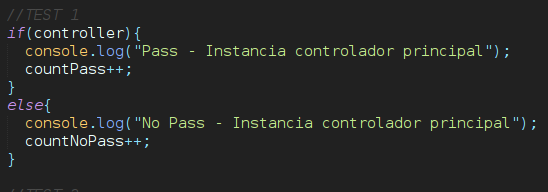 //TEST 1
if(controller){
console.log("Pass - Instancia controlador principal");
countPass++;
}
else{
console.log("No Pass - Instancia controlador principal");
countNoPass++;
}